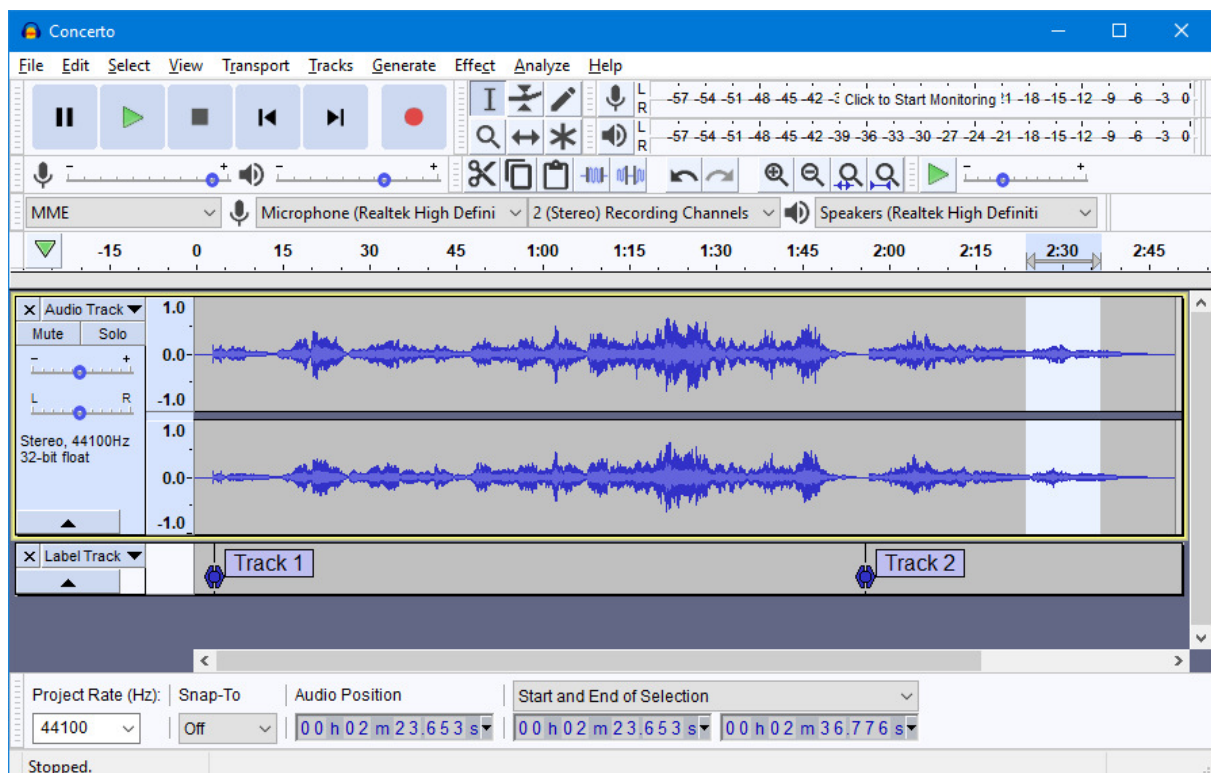 Concerto
File Edit Select View Transport Tracks Generate Effect Analyze Help
L
R
-57 -54 -51 -48 -45 -42 -3 Click to Start Monitoring !1 -18 -15 -12 -9 -6 -3 0
L
R
-57 -54 -51 -48 -45 -42 -39 -36 -33 -30 -27 -24 -21 -18 -15 -12 -9 -6 -3 0
- + - + - +
MME Microphone (Realtek High Defini 2 (Stereo) Recording Channels Speakers (Realtek High Definiti
-15 0 15 30 45 1:00 1:15 1:30 1:45 2:00 2:15 2:30 2:45
× Audio Track 1.0
Mute Solo
- + 0.0
L R -1.0
Stereo, 44100Hz 1.0
32-bit float
0.0
-1.0
× Label Track Track 1 Track 2
Project Rate (Hz): Snap-To Audio Position Start and End of Selection
44100 Off 00 h 02 m 23.653 s 00 h 02 m 23.653 s 00 h 02 m 36.776 s
Stopped.